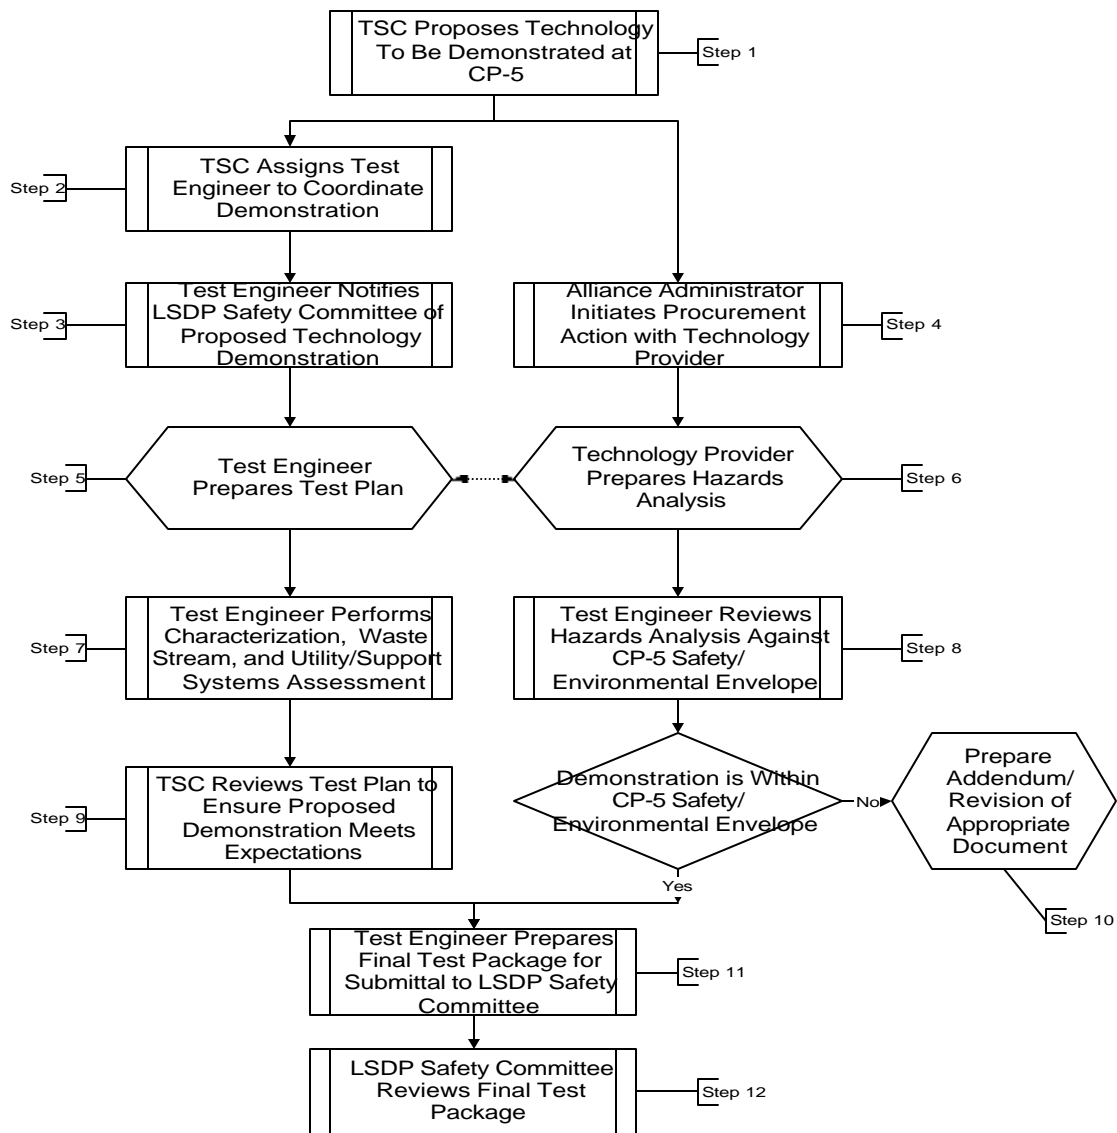 TSC Proposes Technology
To Be Demonstrated at
CP-5
Step 1
TSC Assigns Test
Engineer to Coordinate
Demonstration
Step 2
Test Engineer Notifies
LSDP Safety Committee of
Proposed Technology
Demonstration
Step 3
Alliance Administrator
Initiates Procurement
Action with Technology
Provider
Step 4
Test Engineer
Prepares Test Plan
Step 5
Technology Provider
Prepares Hazards
Analysis
Step 6
Test Engineer Performs
Characterization, Waste
Stream, and Utility/Support
Systems Assessment
Step 7
Test Engineer Reviews
Hazards Analysis Against
CP-5 Safety/
Environmental Envelope
Step 8
TSC Reviews Test Plan to
Ensure Proposed
Demonstration Meets
Expectations
Step 9
Demonstration is Within
CP-5 Safety/
Environmental Envelope
No
Yes
Prepare
Addendum/
Revision of
Appropriate
Document
Step 10
Test Engineer Prepares
Final Test Package for
Submittal to LSDP Safety
Committee
Step 11
LSDP Safety Committee
Reviews Final Test
Package
Step 12